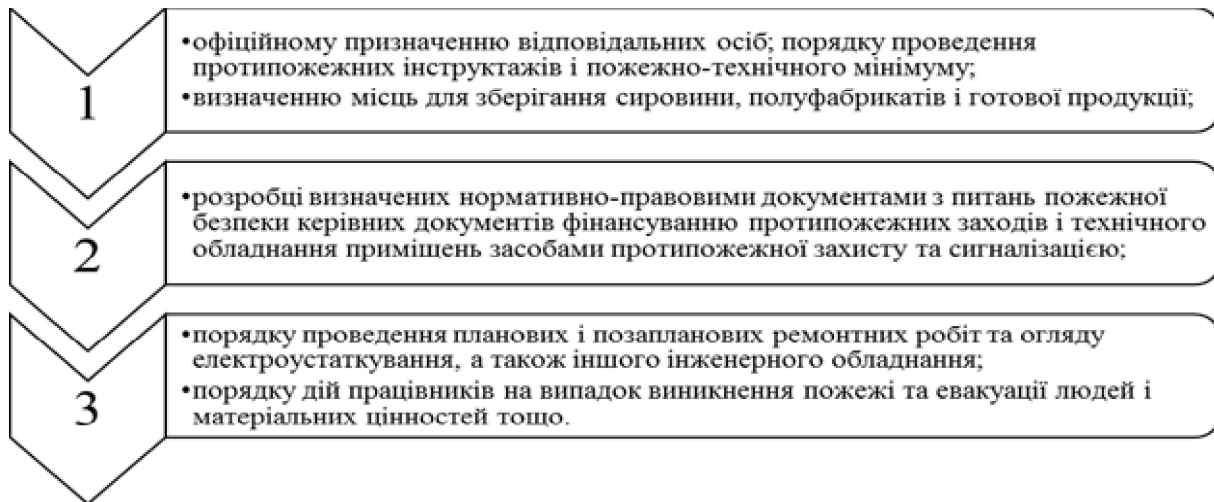 1
•офіційному призначенню відповідальних осіб; порядку проведення
протипожежних інструктажів і пожежно-технічного мінімуму;
•визначенню місць для зберігання сировини, полуфабрикатів і готової продукції;
2
•розробці визначених нормативно-правовими документами з питань пожежної
безпеки керівних документів фінансуванню протипожежних заходів і технічного
обладнання приміщень засобами протипожежної захисту та сигналізацією;
3
•порядку проведення планових і позапланових ремонтних робіт та огляду
електроустаткування, а також іншого інженерного обладнання;
•порядку дій працівників на випадок виникнення пожежі та евакуації людей і
матеріальних цінностей тощо.